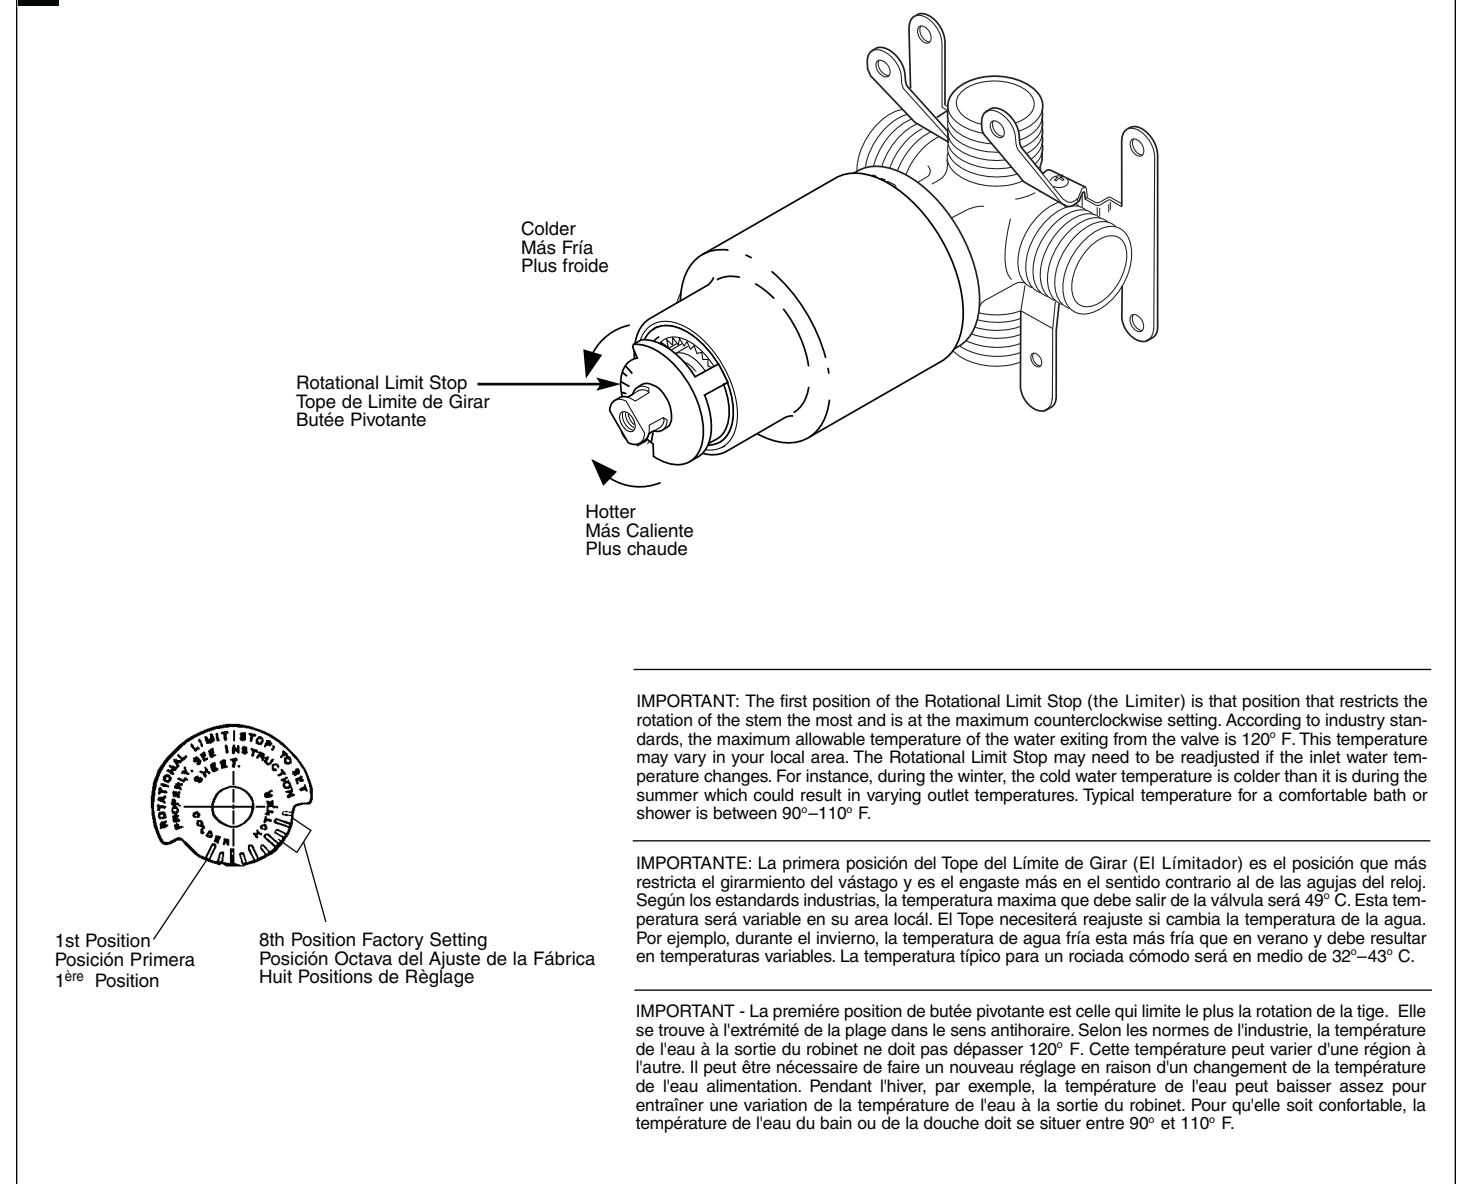 Colder
Más Fría
Plus froide
Rotational Limit Stop
Tope de Limite de Girar
Butée Pivotante
Hotter
Más Caliente
Plus chaude
ROTATIONAL LIMIT STOP: TO SET
PROPERLY. SEE INSTRUCTION
SHEET.
COLDER HOTTER
1st Position
Posición Primera
1ère Position
8th Position Factory Setting
Posición Octava del Ajuste de la Fábrica
Huit Positions de Règlage
IMPORTANT: The first position of the Rotational Limit Stop (the Limiter) is that position that restricts the
rotation of the stem the most and is at the maximum counterclockwise setting. According to industry stan-
dards, the maximum allowable temperature of the water exiting from the valve is 120° F. This temperature
may vary in your local area. The Rotational Limit Stop may need to be readjusted if the inlet water tem-
perature changes. For instance, during the winter, the cold water temperature is colder than it is during the
summer which could result in varying outlet temperatures. Typical temperature for a comfortable bath or
shower is between 90°–110° F.
IMPORTANTE: La primera posición del Tope del Límite de Girar (El Límitador) es el posición que más
restricta el girarmiento del vástago y es el engaste más en el sentido contrario al de las agujas del reloj.
Según los estandards industrias, la temperatura maxima que debe salir de la válvula será 49° C. Esta tem-
peratura será variable en su area locál. El Tope necesiterá reajuste si cambia la temperatura de la agua.
Por ejemplo, durante el invierno, la temperatura de agua fría esta más fría que en verano y debe resultar
en temperaturas variables. La temperatura típico para un rociada cómodo será en medio de 32°–43° C.
IMPORTANT - La premiére position de butée pivotante est celle qui limite le plus la rotation de la tige. Elle
se trouve à l'extrémité de la plage dans le sens antihoraire. Selon les normes de l'industrie, la température
de l'eau à la sortie du robinet ne doit pas dépasser 120° F. Cette température peut varier d'une région à
l'autre. Il peut être nécessaire de faire un nouveau réglage en raison d'un changement de la température
de l'eau alimentation. Pendant l'hiver, par exemple, la température de l'eau peut baisser assez pour
entraîner une variation de la température de l'eau à la sortie du robinet. Pour qu'elle soit confortable, la
température de l'eau du bain ou de la douche doit se situer entre 90° et 110° F.